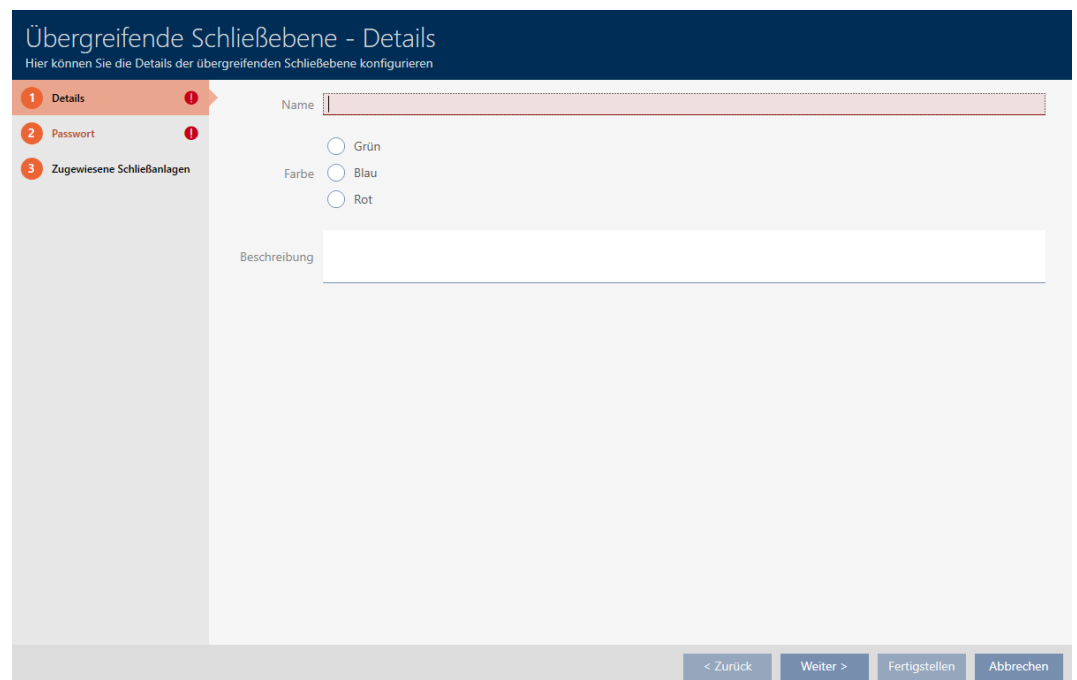 Übergreifende Schließebene - Details
Hier können Sie die Details der übergreifenden Schließebene konfigurieren
1 Details !
2 Passwort !
3 Zugewiesene Schließanlagen
Name
Farbe
Grün
Blau
Rot
Beschreibung
< Zurück Weiter > Fertigstellen Abbrechen